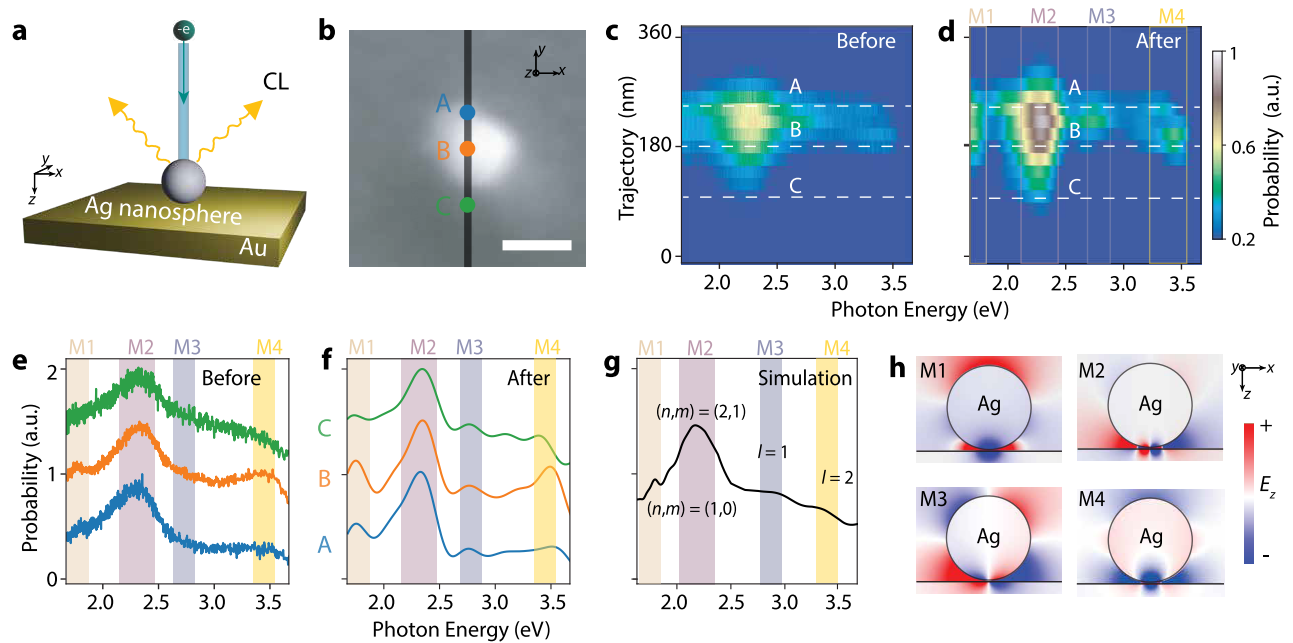 a
-e
CL
y
x
z
Ag nanosphere
Au
b
y
z
x
A
B
C
c
Before
360
180
0
Trajectory (nm)
A
B
C
2.0 2.5 3.0 3.5
d
M1 M2 M3 M4
After
360
180
0
A
B
C
2.0 2.5 3.0 3.5
Photon Energy (eV)
1
0.6
0.2
Probability (a.u.)
e
M1 M2 M3 M4
Before
2
1
0
Probability (a.u.)
2.0 2.5 3.0 3.5
f
M1 M2 M3 M4
After
C
B
A
2.0 2.5 3.0 3.5
Photon Energy (eV)
g
M1 M2 M3 M4
Simulation
(n,m) = (2,1)
l = 1
l = 2
(n,m) = (1,0)
2.0 2.5 3.0 3.5
h
M1
Ag
M2
Ag
M3
Ag
M4
Ag
y
x
z
+
Ez
-